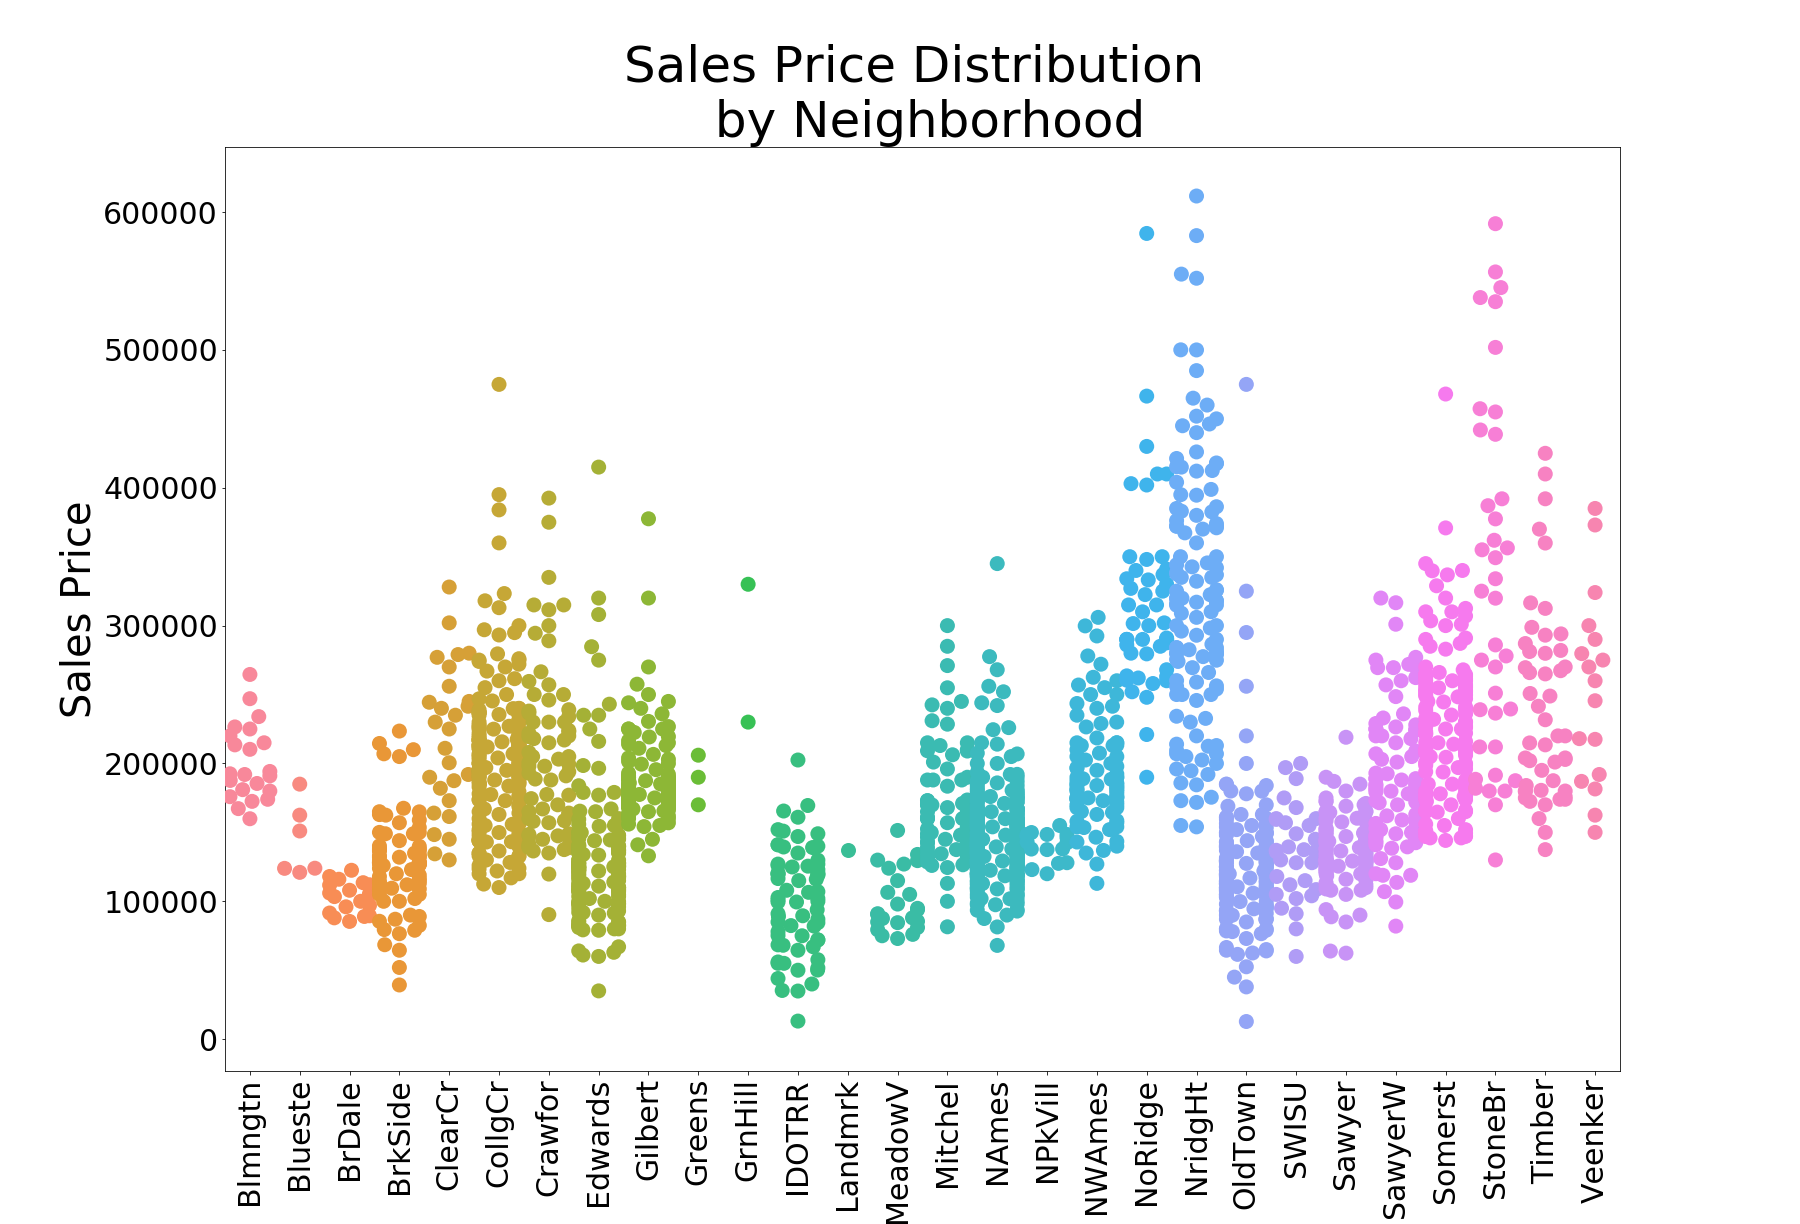 Sales Price Distribution
by Neighborhood
Sales Price
600000
500000
400000
300000
200000
100000
0
Blmngtn
Blueste
BrDale
BrkSide
ClearCr
CollgCr
Crawfor
Edwards
Gilbert
Greens
GrnHill
IDOTRR
Landmrk
MeadowV
Mitchel
NAmes
NPkVill
NWAmes
NoRidge
NridgHt
OldTown
SWISU
Sawyer
SawyerW
Somerst
StoneBr
Timber
Veenker